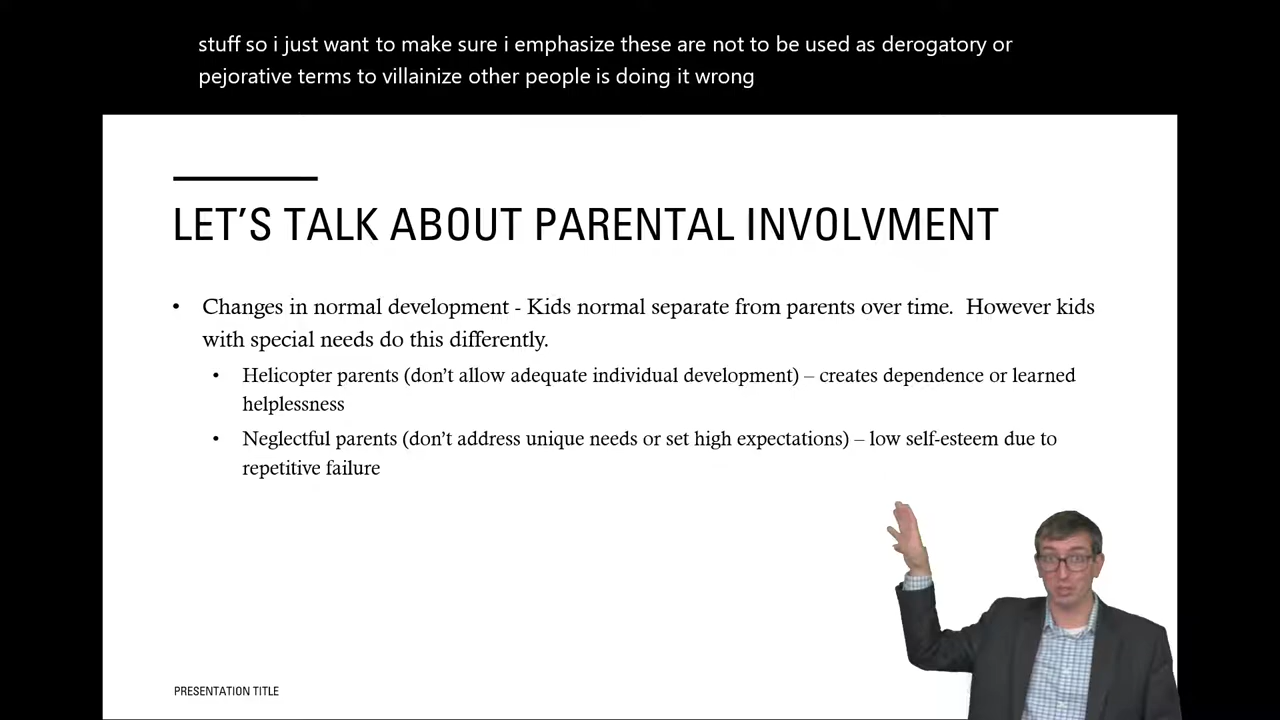 stuff so i just want to make sure i emphasize these are not to be used as derogatory or
pejorative terms to villainize other people is doing it wrong
LET'S TALK ABOUT PARENTAL INVOLVMENT
• Changes in normal development - Kids normal separate from parents over time.  However kids
with special needs do this differently.
• Helicopter parents (don't allow adequate individual development) – creates dependence or learned
helplessness
• Neglectful parents (don't address unique needs or set high expectations) – low self-esteem due to
repetitive failure
PRESENTATION TITLE